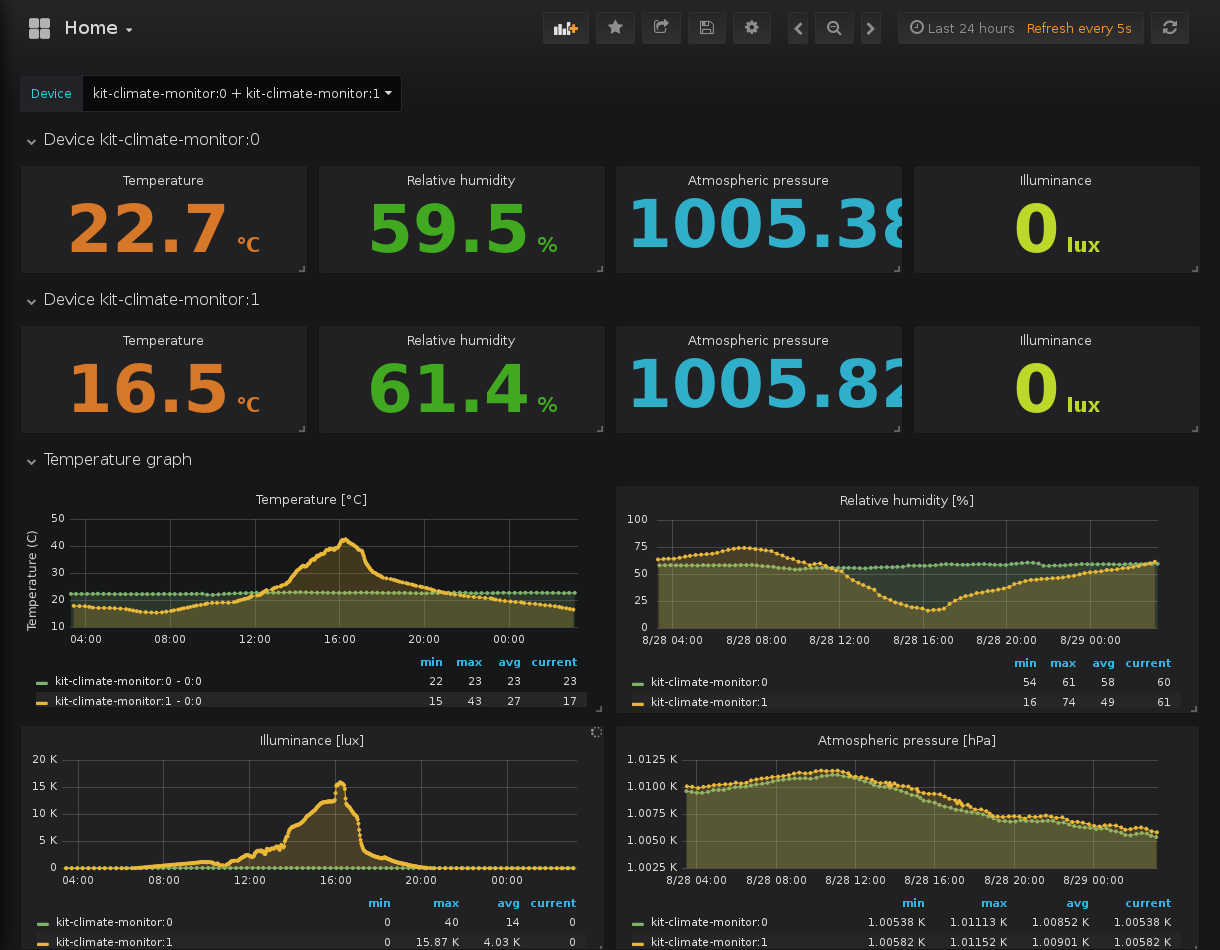 Home
Last 24 hours Refresh every 5s
Device kit-climate-monitor:0 + kit-climate-monitor:1
Device kit-climate-monitor:0
Temperature Relative humidity Atmospheric pressure Illuminance
22.7 °C 59.5 % 1005.38 0 lux
Device kit-climate-monitor:1
Temperature Relative humidity Atmospheric pressure Illuminance
16.5 °C 61.4 % 1005.82 0 lux
Temperature graph
Temperature [°C]
Temperature (C)
50
40
30
20
10
04:00 08:00 12:00 16:00 20:00 00:00
min max avg current
kit-climate-monitor:0 - 0:0 22 23 23 23
kit-climate-monitor:1 - 0:0 15 43 27 17
Relative humidity [%]
100
75
50
25
0
8/28 04:00 8/28 08:00 8/28 12:00 8/28 16:00 8/28 20:00 8/29 00:00
min max avg current
kit-climate-monitor:0 54 61 58 60
kit-climate-monitor:1 16 74 49 61
Illuminance [lux]
20 K
15 K
10 K
5 K
0
04:00 08:00 12:00 16:00 20:00 00:00
min max avg current
kit-climate-monitor:0 0 40 14 0
kit-climate-monitor:1 0 15.87 K 4.03 K 0
Atmospheric pressure [hPa]
1.0125 K
1.0100 K
1.0075 K
1.0050 K
1.0025 K
8/28 04:00 8/28 08:00 8/28 12:00 8/28 16:00 8/28 20:00 8/29 00:00
min max avg current
kit-climate-monitor:0 1.00538 K 1.01113 K 1.00852 K 1.00538 K
kit-climate-monitor:1 1.00582 K 1.01152 K 1.00901 K 1.00582 K